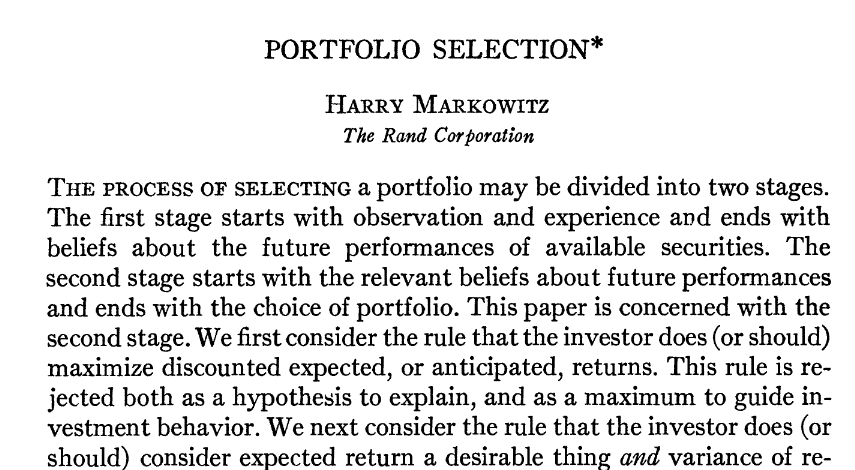 PORTFOLIO SELECTION*
HARRY MARKOWITZ
The Rand Corporation
THE PROCESS OF SELECTING a portfolio may be divided into two stages.
The first stage starts with observation and experience and ends with
beliefs about the future performances of available securities. The
second stage starts with the relevant beliefs about future performances
and ends with the choice of portfolio. This paper is concerned with the
second stage. We first consider the rule that the investor does (or should)
maximize discounted expected, or anticipated, returns. This rule is re-
jected both as a hypothesis to explain, and as a maximum to guide in-
vestment behavior. We next consider the rule that the investor does (or
should) consider expected return a desirable thing and variance of re-